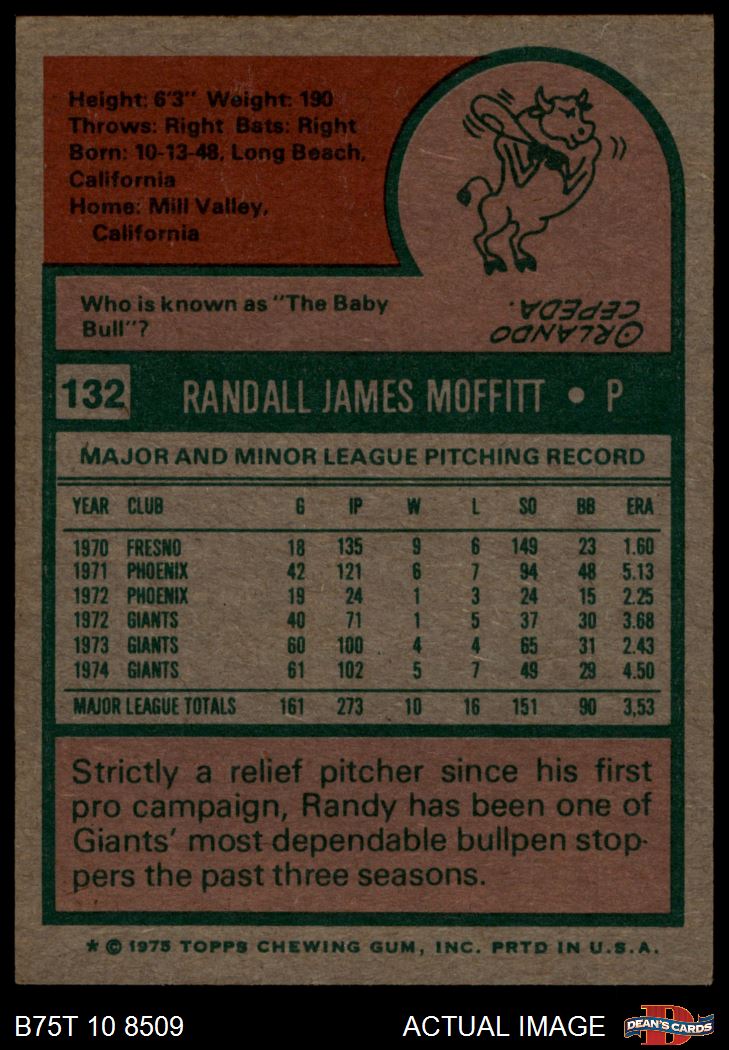 Height: 6'3" Weight: 190
Throws: Right Bats: Right
Born: 10-13-48, Long Beach,
California
Home: Mill Valley,
California
Who is known as "The Baby
Bull"?
ORLANDO
CEPEDA.
132 RANDALL JAMES MOFFITT • P
MAJOR AND MINOR LEAGUE PITCHING RECORD
YEAR CLUB G IP W L SO BB ERA
1970 FRESNO 18 135 9 6 149 23 1.60
1971 PHOENIX 42 121 6 7 94 48 5.13
1972 PHOENIX 19 24 1 3 24 15 2.25
1972 GIANTS 40 71 1 5 37 30 3.68
1973 GIANTS 60 100 4 4 65 31 2.43
1974 GIANTS 61 102 5 7 49 29 4.50
MAJOR LEAGUE TOTALS 161 273 10 16 151 90 3.53
Strictly a relief pitcher since his first
pro campaign, Randy has been one of
Giants' most dependable bullpen stop-
pers the past three seasons.
* © 1975 TOPPS CHEWING GUM, INC. PRTD IN U.S.A.
B75T 10 8509 ACTUAL IMAGE D DEAN'S CARDS